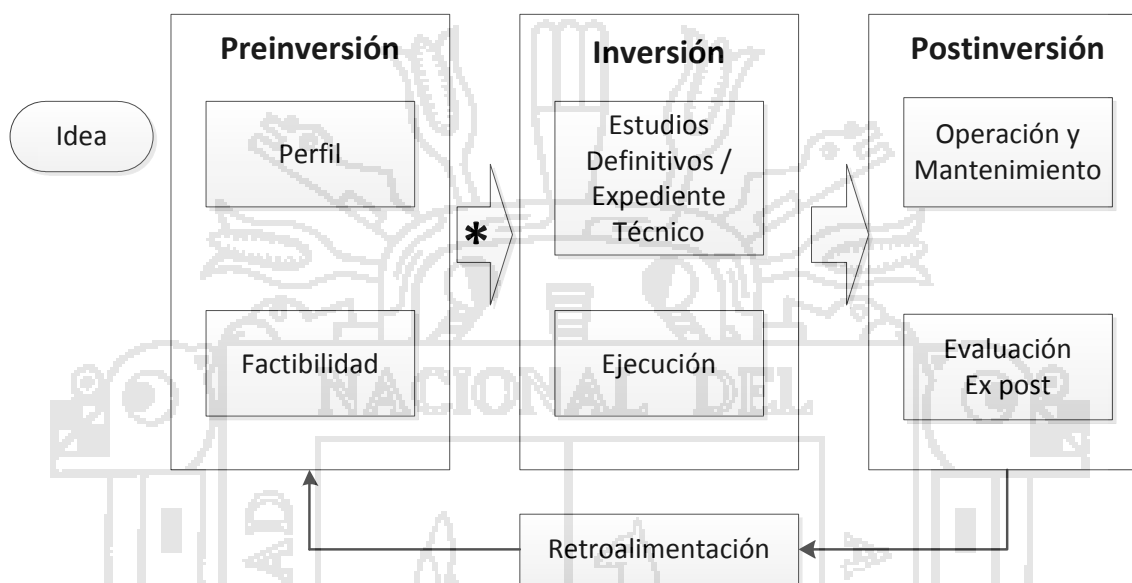 Idea
Preinversión
Perfil
Factibilidad
*
Inversión
Estudios
Definitivos /
Expediente
Técnico
Ejecución
Postinversión
Operación y
Mantenimiento
Evaluación
Ex post
Retroalimentación
NACIONAL DEL
AD
A